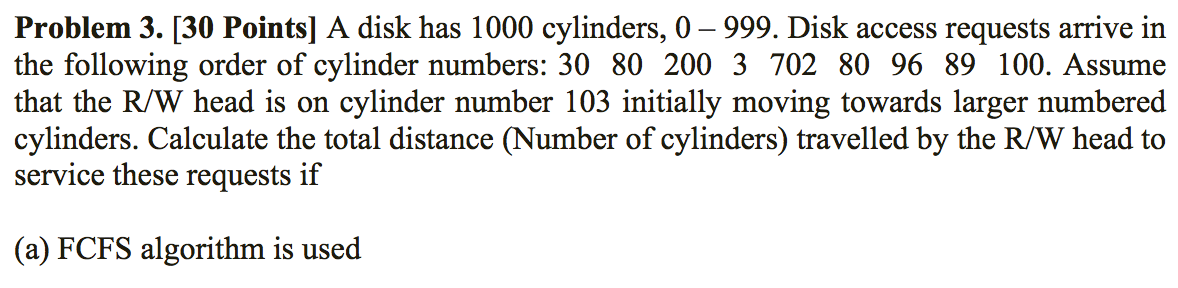 Problem 3. [30 Points] A disk has 1000 cylinders, 0 – 999. Disk access requests arrive in
the following order of cylinder numbers: 30 80 200 3 702 80 96 89 100. Assume
that the R/W head is on cylinder number 103 initially moving towards larger numbered
cylinders. Calculate the total distance (Number of cylinders) travelled by the R/W head to
service these requests if
(a) FCFS algorithm is used